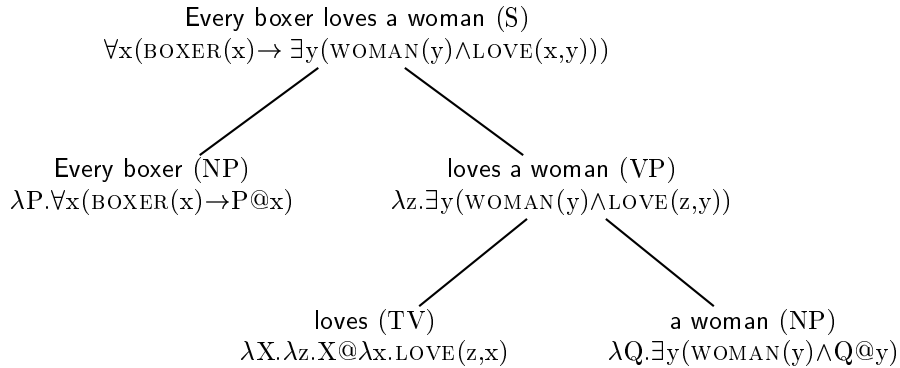 Every boxer loves a woman (S)
∀x(BOXER(x)→ ∃y(WOMAN(y)∧LOVE(x,y)))
Every boxer (NP)
λP.∀x(BOXER(x)→P@x)
loves a woman (VP)
λz.∃y(WOMAN(y)∧LOVE(z,y))
loves (TV)
λX.λz.X@λx.LOVE(z,x)
a woman (NP)
λQ.∃y(WOMAN(y)∧Q@y)